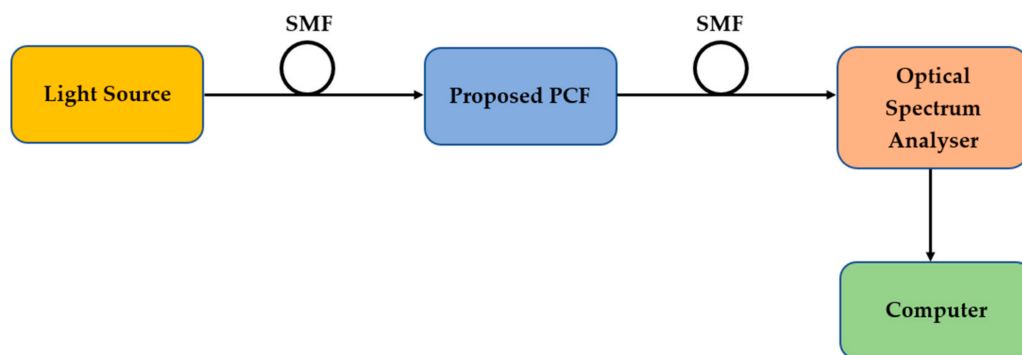 SMF
SMF
Light Source
Proposed PCF
Optical
Spectrum
Analyser
Computer